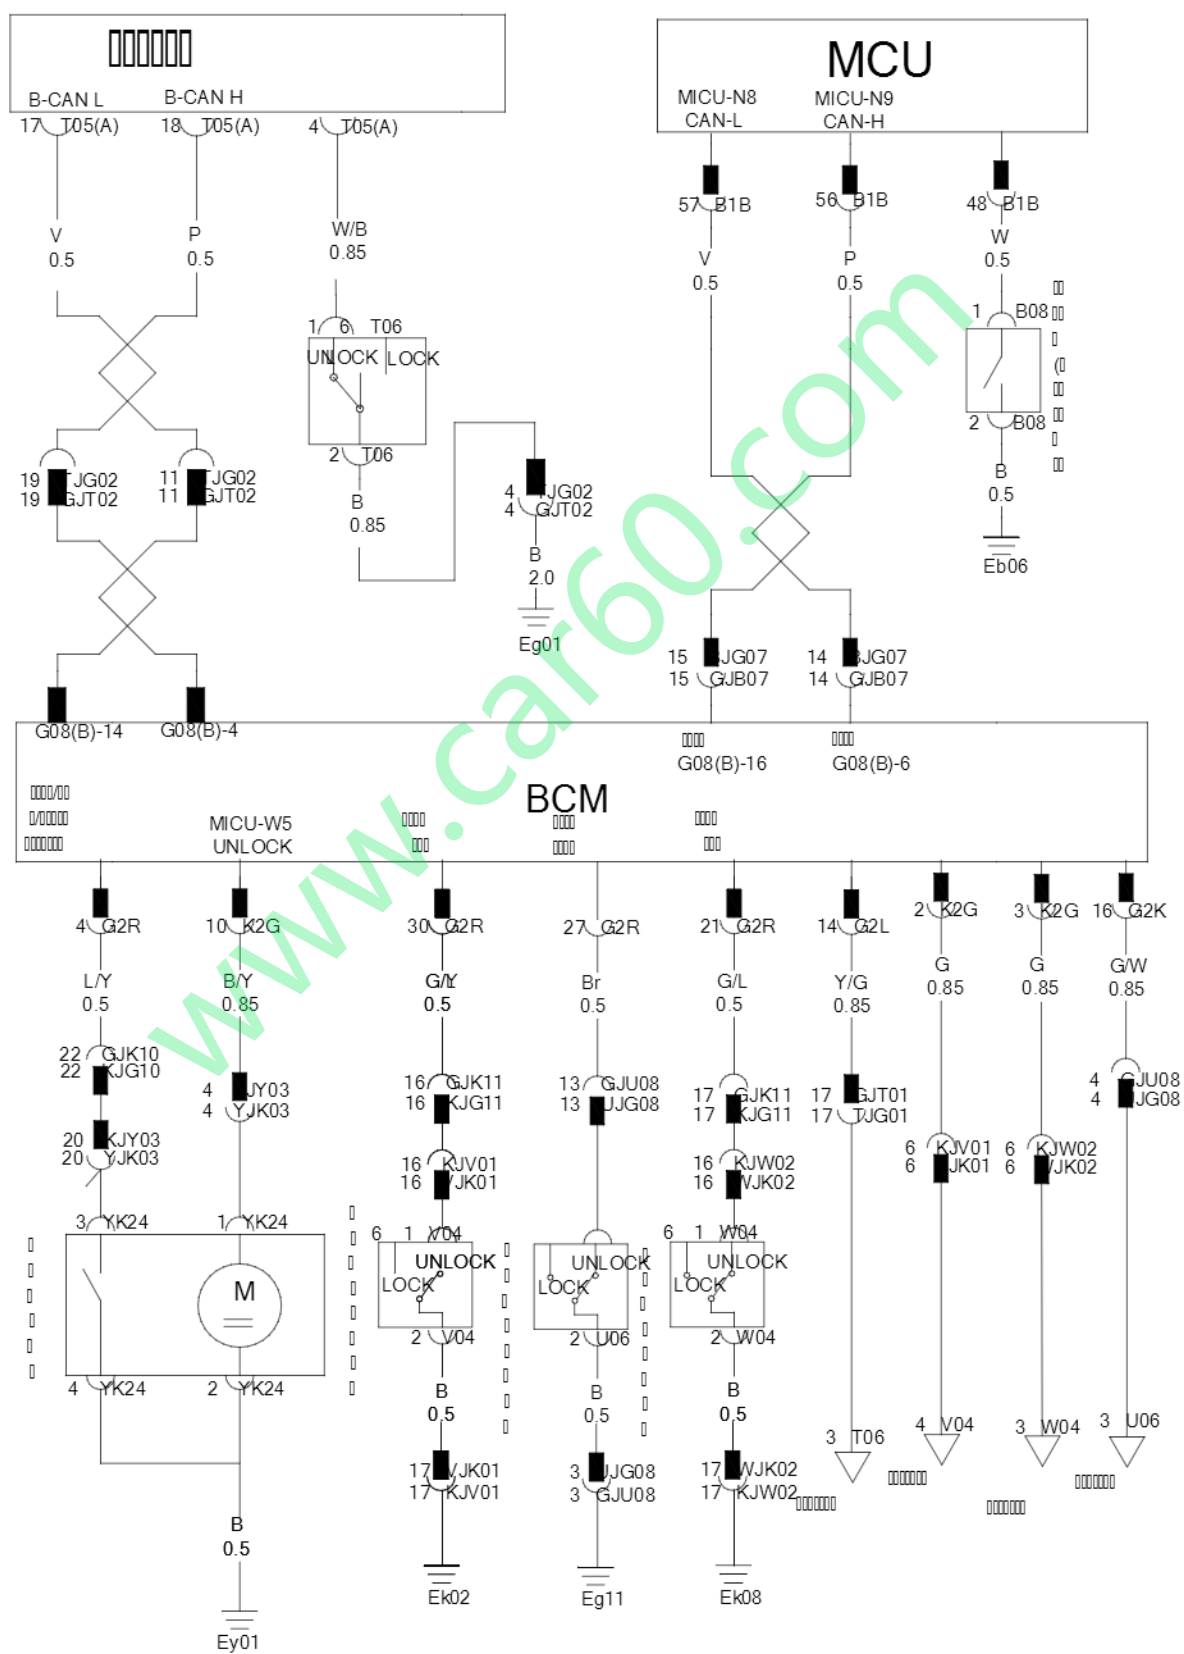 MCU
B-CAN L
B-CAN H
MICU-N8
CAN-L
MICU-N9
CAN-H
17 T05(A)
18 T05(A)
4 T05(A)
57 B1B
56 B1B
48 B1B
V
0.5
P
0.5
W/B
0.85
V
0.5
P
0.5
W
0.5
1 6 T06
UNLOCK LOCK
2 T06
1 B08
2 B08
19 TJG02
19 GJT02
11 TJG02
11 GJT02
B
0.85
4 TJG02
4 GJT02
B
2.0
Eg01
B
0.5
Eb06
15 BJG07
15 GJB07
14 BJG07
14 GJB07
G08(B)-14
G08(B)-4
G08(B)-16
G08(B)-6
BCM
MICU-W5
UNLOCK
www.car60.com
4 G2R
10 K2G
30 G2R
27 G2R
21 G2R
14 G2L
2 K2G
3 K2G
16 G2K
L/Y
0.5
B/Y
0.85
G/Y
0.5
Br
0.5
G/L
0.5
Y/G
0.85
G
0.85
G
0.85
G/W
0.85
22 GJK10
22 KJG10
4 KJY03
4 YJK03
16 GJK11
16 KJG11
13 GJU08
13 UJG08
17 GJK11
17 KJG11
17 GJT01
17 TJG01
4 GJU08
4 UJG08
20 KJY03
20 YJK03
16 KJV01
16 VJK01
16 KJW02
16 WJK02
6 KJV01
6 VJK01
6 KJW02
6 WJK02
3 YK24
1 YK24
6 1 V04
UNLOCK
LOCK
UNLOCK
LOCK
6 1 W04
UNLOCK
LOCK
M
4 YK24
2 YK24
2 V04
2 U06
2 W04
B
0.5
B
0.5
B
0.5
3 T06
4 V04
3 W04
3 U06
17 VJK01
17 KJV01
3 UJG08
3 GJU08
17 WJK02
17 KJW02
B
0.5
Ek02
Eg11
Ek08
Ey01